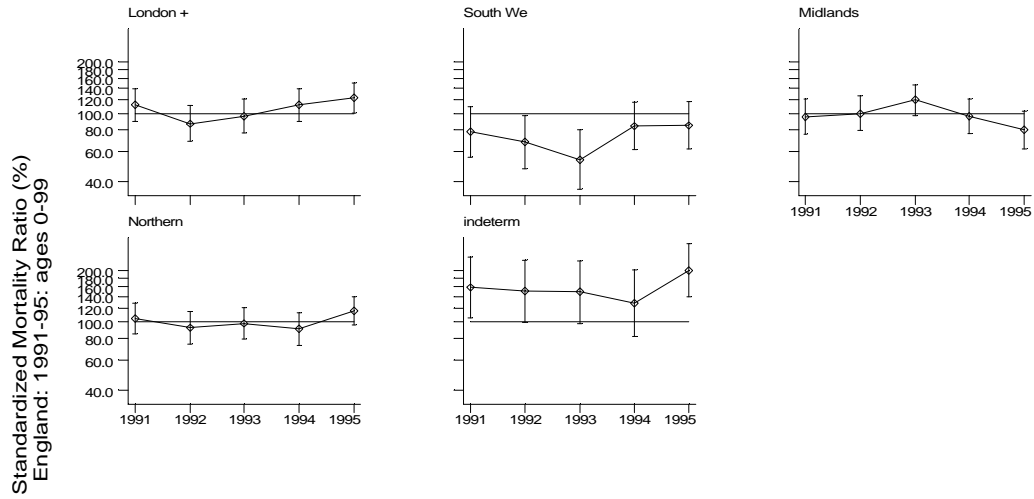 London +
South We
Midlands
200.0
180.0
160.0
140.0
120.0
100.0
80.0
60.0
40.0
1991 1992 1993 1994 1995
Northern
indeterm
200.0
180.0
160.0
140.0
120.0
100.0
80.0
60.0
40.0
1991 1992 1993 1994 1995
1991 1992 1993 1994 1995
Standardized Mortality Ratio (%)
England: 1991-95: ages 0-99